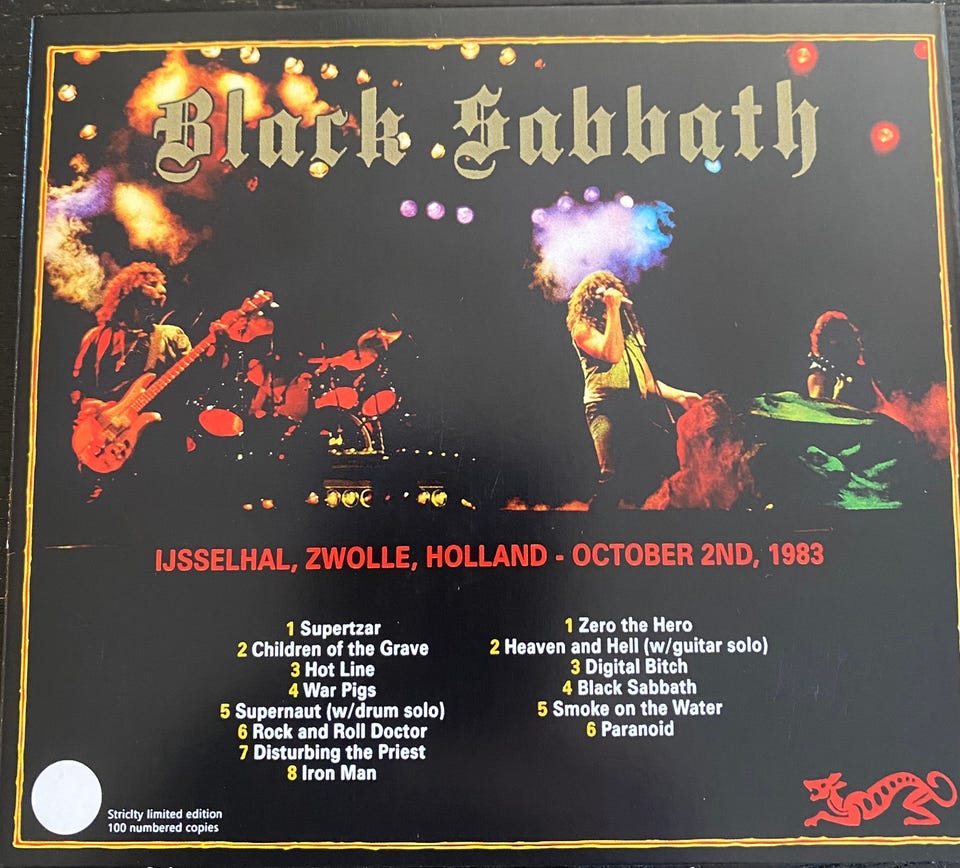 Black Sabbath
IJSSELHAL, ZWOLLE, HOLLAND - OCTOBER 2ND, 1983
1 Supertzar
2 Children of the Grave
3 Hot Line
4 War Pigs
5 Supernaut (w/drum solo)
6 Rock and Roll Doctor
7 Disturbing the Priest
8 Iron Man
1 Zero the Hero
2 Heaven and Hell (w/guitar solo)
3 Digital Bitch
4 Black Sabbath
5 Smoke on the Water
6 Paranoid
Striclty limited edition
100 numbered copies